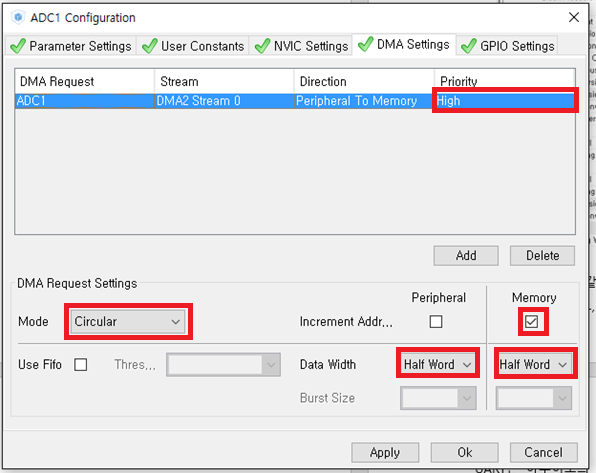 ADC1 Configuration
Parameter Settings User Constants NVIC Settings DMA Settings GPIO Settings
DMA Request Stream Direction Priority
ADC1 DMA2 Stream 0 Peripheral To Memory High
Add Delete
DMA Request Settings
Peripheral Memory
Mode Circular Increment Addr...
Use Fifo Thres... Data Width Half Word Half Word
Burst Size
Apply Ok Cancel